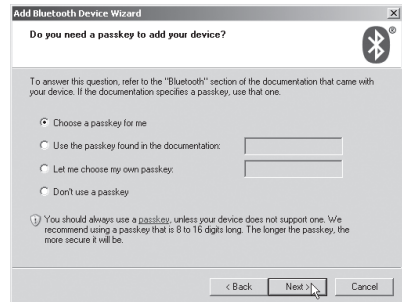 Add Bluetooth Device Wizard
Do you need a passkey to add your device?
To answer this question, refer to the "Bluetooth" section of the documentation that came with
your device. If the documentation specifies a passkey, use that one.
Choose a passkey for me
Use the passkey found in the documentation:
Let me choose my own passkey:
Don't use a passkey
You should always use a passkey, unless your device does not support one. We
recommend using a passkey that is 8 to 16 digits long. The longer the passkey, the
more secure it will be.
< Back Next > Cancel